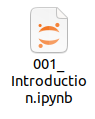 001_
Introductio
n.ipynb